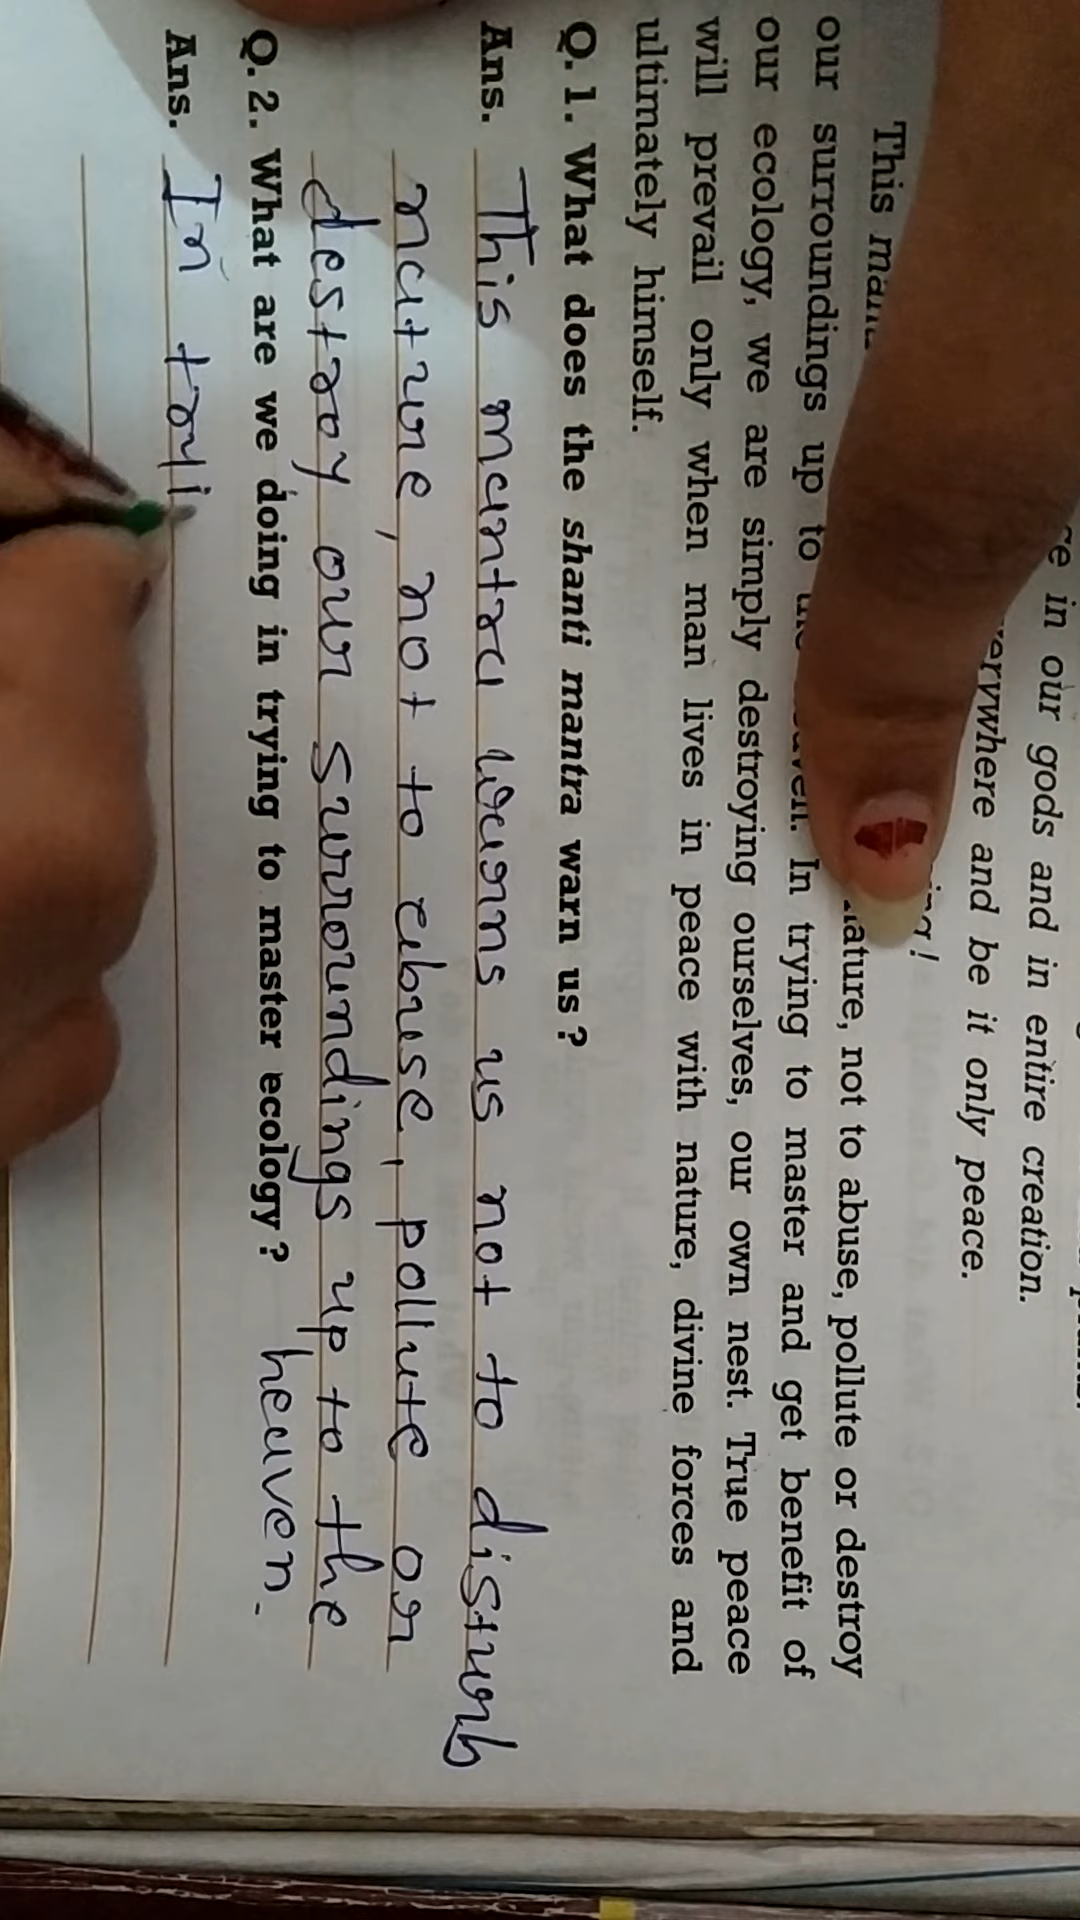 in our gods and in entire creation.
and be it only peace.
This
nature, not to abuse, pollute or destroy
our surroundings up to In trying to master and get benefit of
our ecology, we are simply destroying ourselves, our own nest. True peace
will prevail only when man lives in peace with nature, divine forces and
ultimately himself.
Q. 1. What does the shanti mantra warn us?
Ans. This mantra warns us not to disturb
nature, not to abuse, pollute or
destroy our surroundings up to the
Q. 2. What are we doing in trying to master ecology? heaven.
Ans. In